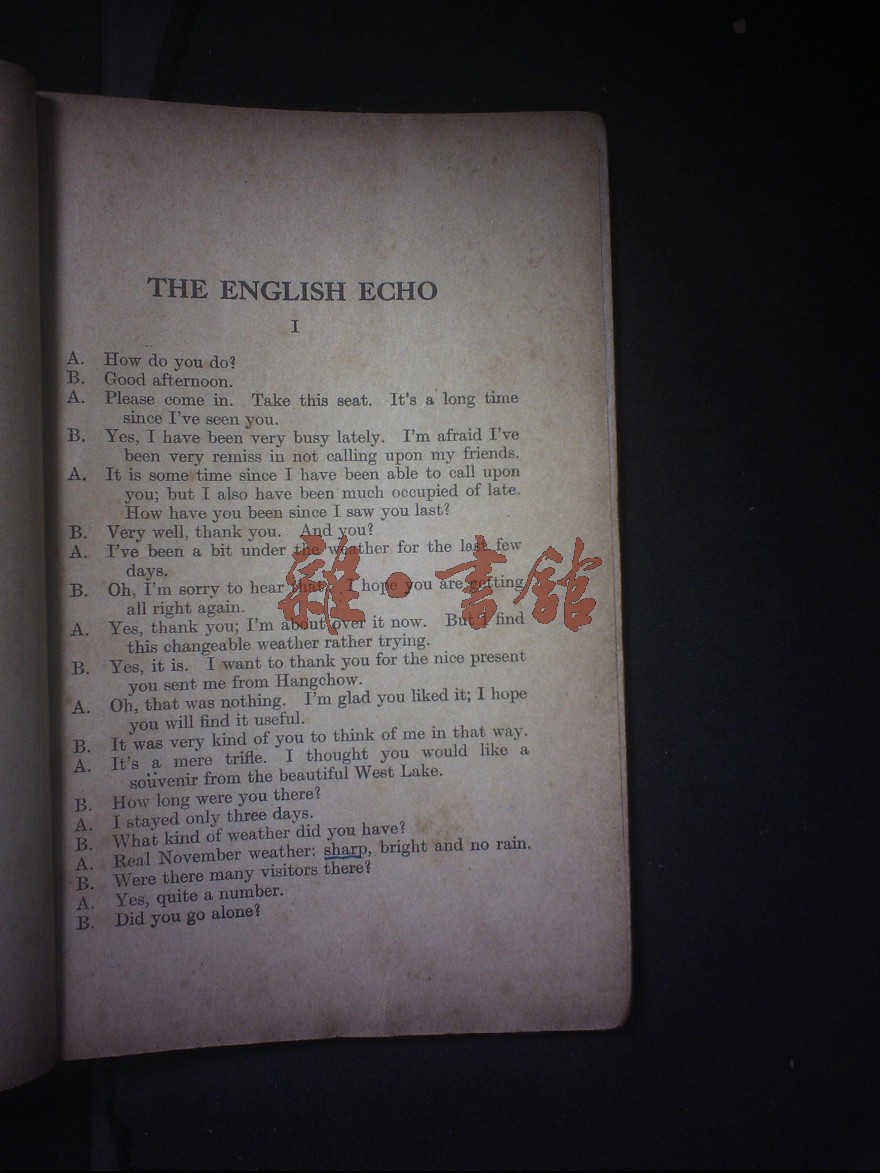 THE ENGLISH ECHO
I
A. How do you do?
B. Good afternoon.
A. Please come in. Take this seat. It's a long time
since I've seen you.
B. Yes, I have been very busy lately. I'm afraid I've
been very remiss in not calling upon my friends.
A. It is some time since I have been able to call upon
you; but I also have been much occupied of late.
How have you been since I saw you last?
B. Very well, thank you. And you?
A. I've been a bit under the weather for the last few
days.
B. Oh, I'm sorry to hear that. I hope you are getting
all right again.
A. Yes, thank you; I'm about over it now. But I find
this changeable weather rather trying.
B. Yes, it is. I want to thank you for the nice present
you sent me from Hangchow.
A. Oh, that was nothing. I'm glad you liked it; I hope
you will find it useful.
B. It was very kind of you to think of me in that way.
A. It's a mere trifle. I thought you would like a
souvenir from the beautiful West Lake.
B. How long were you there?
A. I stayed only three days.
B. What kind of weather did you have?
A. Real November weather: sharp, bright and no rain.
B. Were there many visitors there?
A. Yes, quite a number.
B. Did you go alone?
雜·書館